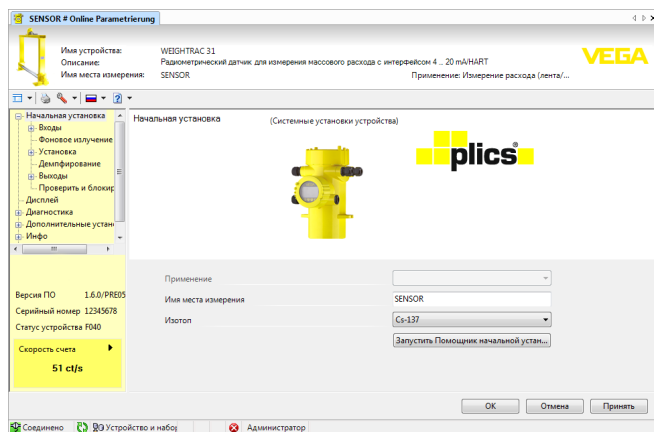 SENSOR # Online Parametrierung
Имя устройства: WEIGHTRAC 31
Описание: Радиометрический датчик для измерения массового расхода с интерфейсом 4 .. 20 mA/HART
Имя места измерения: SENSOR Применение: Измерение расхода (лента/...
VEGA
Начальная установка
Входы
Фоновое излучение
Установка
Демпфирование
Выходы
Проверить и блокир
Дисплей
Диагностика
Дополнительные устан
Инфо
Версия ПО 1.6.0/PRE05
Серийный номер 12345678
Статус устройства F040
Скорость счета
51 ct/s
Начальная установка (Системные установки устройства)
plics
Применение
Имя места измерения SENSOR
Изотоп Cs-137
Запустить Помощник начальной устан...
OK Отмена Принять
Соединено Устройство и набор Администратор